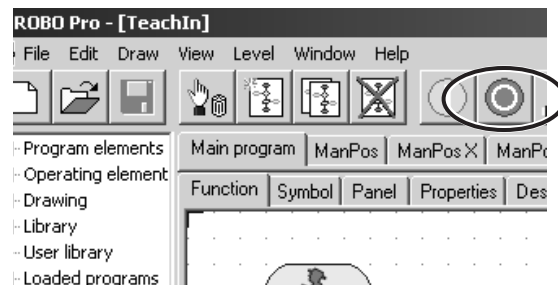 ROBO Pro - [TeachIn]
File Edit Draw View Level Window Help
Program elements
Operating element
Drawing
Library
User library
Loaded programs
Main program ManPos ManPos X
Function Symbol Panel Properties